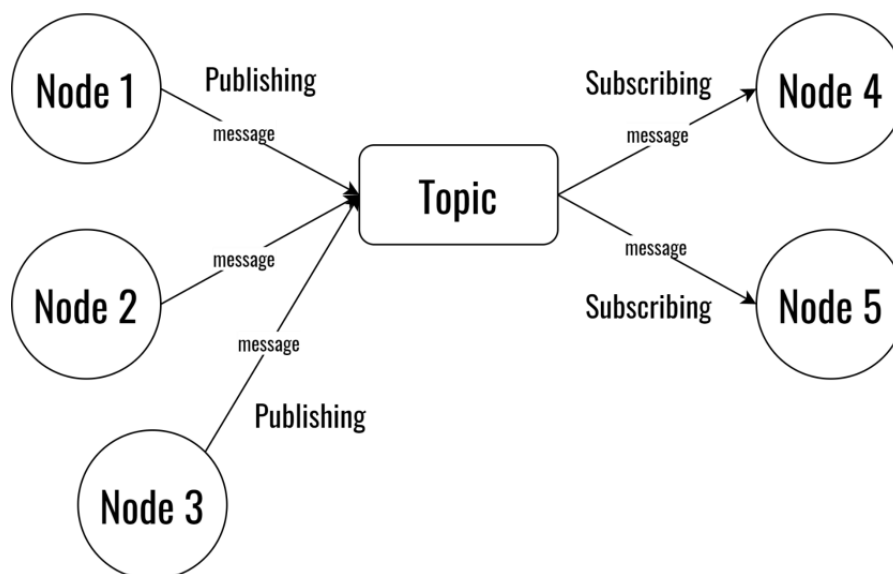 Node 1
Publishing
message
Topic
Subscribing
message
Node 4
Node 2
message
message
Subscribing
Node 5
message
Publishing
Node 3